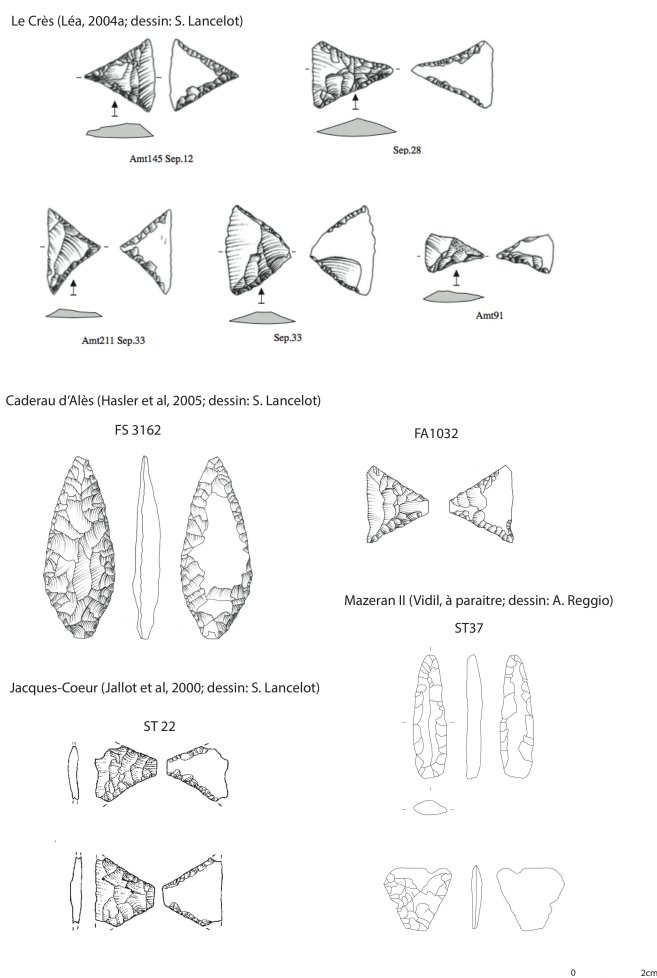 Le Crès (Léa, 2004a; dessin: S. Lancelot)
Amt145 Sep.12
Sep.28
Amt211 Sep.33
Sep.33
Amt91
Caderau d'Alès (Hasler et al, 2005; dessin: S. Lancelot)
FS 3162
FA1032
Mazeran II (Vidil, à paraitre; dessin: A. Reggio)
ST37
Jacques-Coeur (Jallot et al, 2000; dessin: S. Lancelot)
ST 22
0 2cm